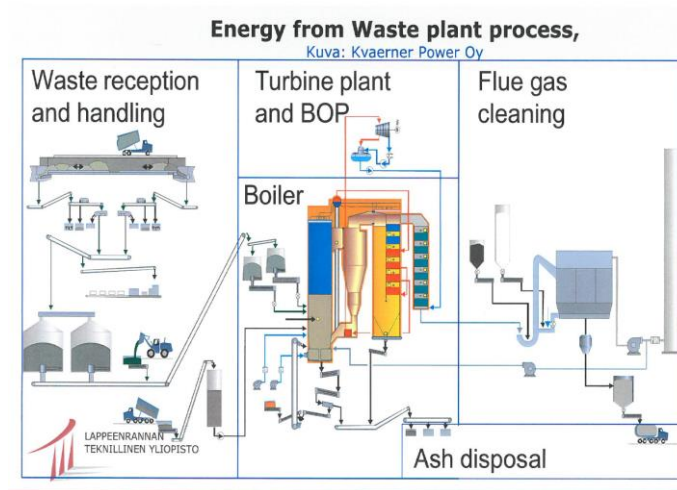 Energy from Waste plant process,
Kuva: Kvaerner Power Oy
Waste reception
and handling
Turbine plant
and BOP
Flue gas
cleaning
Boiler
LAPPEENRANNAN
TEKNILLINEN YLIOPISTO
Ash disposal